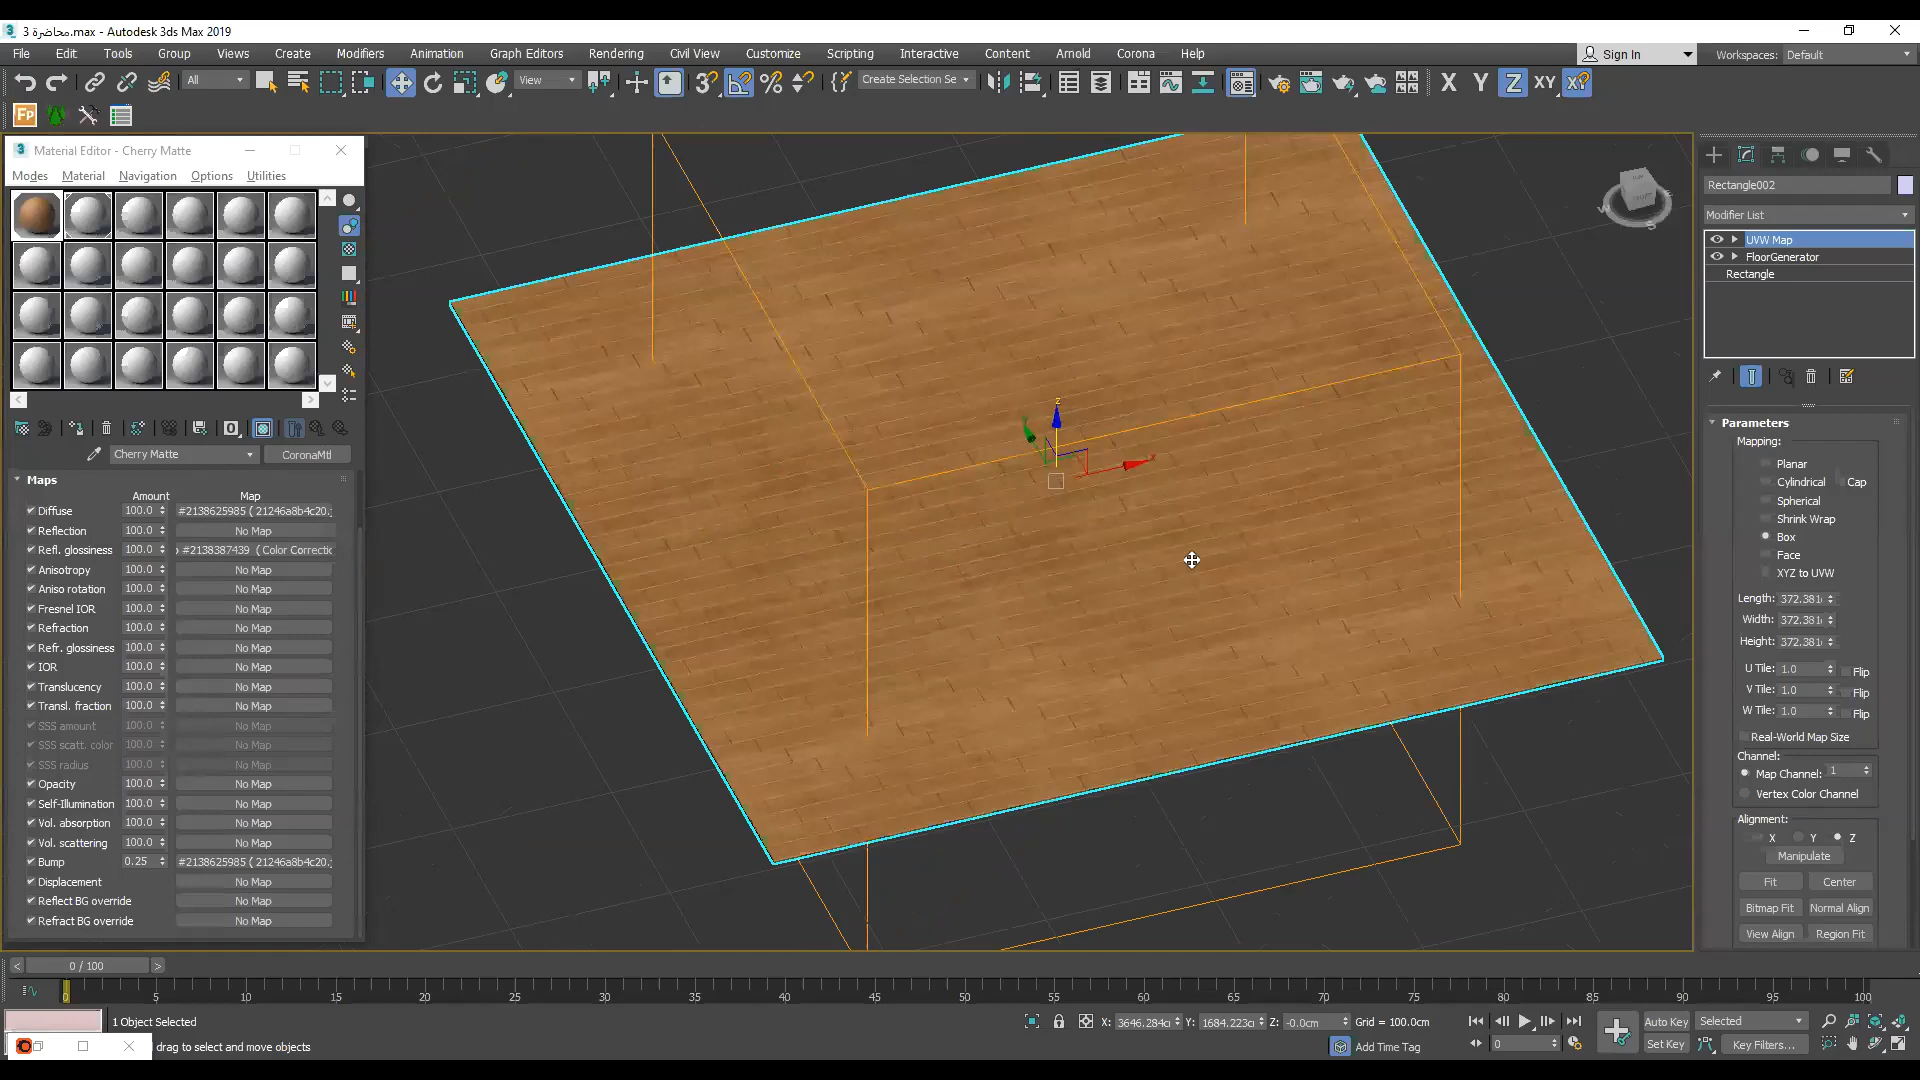 محاضرة 3.max - Autodesk 3ds Max 2019
File Edit Tools Group Views Create Modifiers Animation Graph Editors Rendering Civil View Customize Scripting Interactive Content Arnold Corona Help
Sign In Workspaces: Default
All View Create Selection Se X Y Z XY
Material Editor - Cherry Matte
Modes Material Navigation Options Utilities
Cherry Matte CoronaMtl
Maps
Amount Map
Diffuse 100.0 #2138625985 ( 21246a8b4c20.j
Reflection 100.0 No Map
Refl. glossiness 100.0 #2138387439 ( Color Correctic
Anisotropy 100.0 No Map
Aniso rotation 100.0 No Map
Fresnel IOR 100.0 No Map
Refraction 100.0 No Map
Refr. glossiness 100.0 No Map
IOR 100.0 No Map
Translucency 100.0 No Map
Transl. fraction 100.0 No Map
SSS amount 100.0 No Map
SSS scatt. color 100.0 No Map
SSS radius 100.0 No Map
Opacity 100.0 No Map
Self-Illumination 100.0 No Map
Vol. absorption 100.0 No Map
Vol. scattering 100.0 No Map
Bump 0.25 #2138625985 ( 21246a8b4c20.j
Displacement 100.0 No Map
Reflect BG override No Map
Refract BG override No Map
Rectangle002
Modifier List
UVW Map
FloorGenerator
Rectangle
Parameters
Mapping:
Planar
Cylindrical Cap
Spherical
Shrink Wrap
Box
Face
XYZ to UVW
Length: 372.381
Width: 372.381
Height: 372.381
U Tile: 1.0 Flip
V Tile: 1.0 Flip
W Tile: 1.0 Flip
Real-World Map Size
Channel:
Map Channel: 1
Vertex Color Channel
Alignment:
X Y Z
Manipulate
Fit Center
Bitmap Fit Normal Align
View Align Region Fit
0 / 100
0 5 10 15 20 25 30 35 40 45 50 55 60 65 70 75 80 85 90 95 100
1 Object Selected X: 3646.284c Y: 1684.223c Z: -0.0cm Grid = 100.0cm Auto Key Selected
drag to select and move objects Add Time Tag 0 Set Key Key Filters...